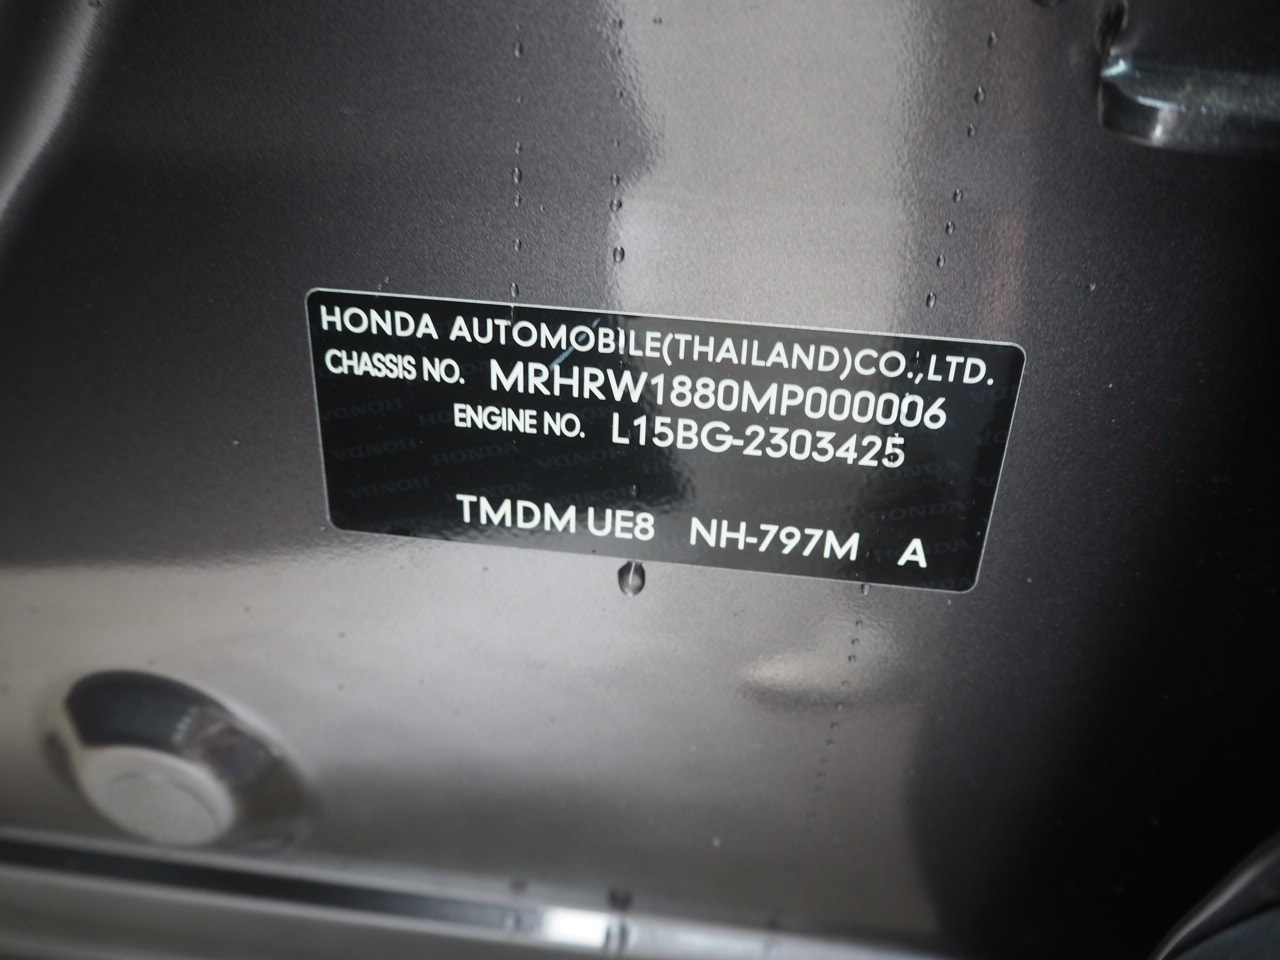 HONDA AUTOMOBILE(THAILAND)CO.,LTD.
CHASSIS NO. MRHRW1880MP000006
ENGINE NO. L15BG-2303425
TMDM UE8 NH-797M A